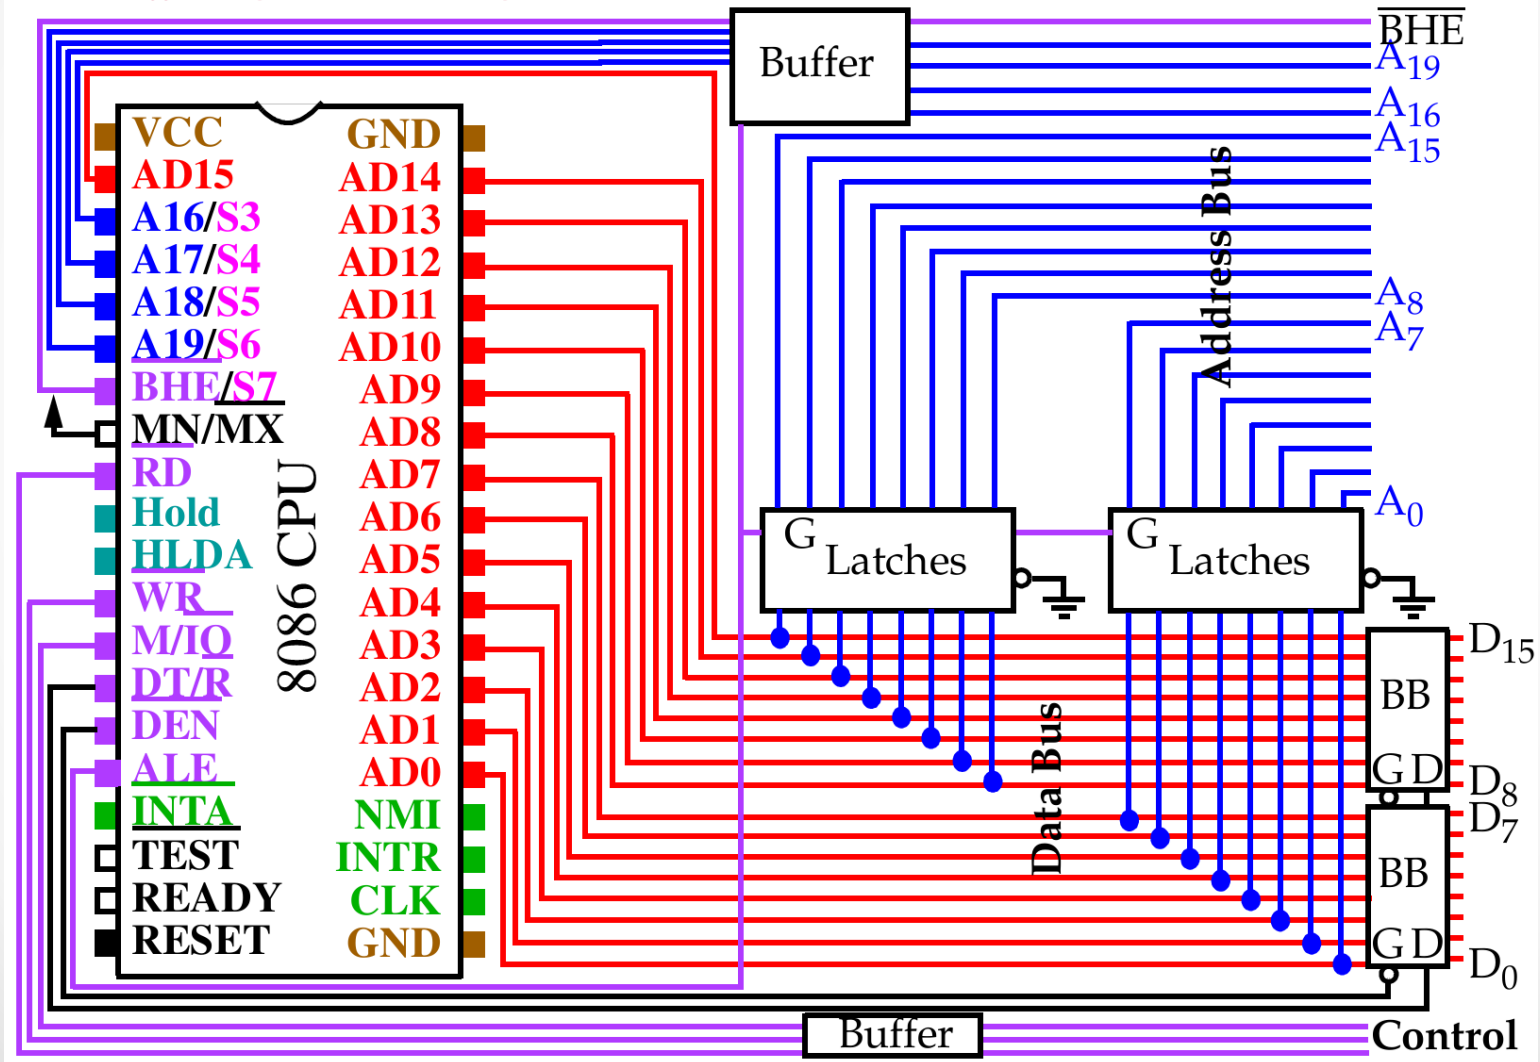 Buffer
BHE
A19
A16
A15
A8
A7
A0
Address Bus
VCC
AD15
A16/S3
A17/S4
A18/S5
A19/S6
BHE/S7
MN/MX
RD
Hold
HLDA
WR
M/IO
DT/R
DEN
ALE
INTA
TEST
READY
RESET
8086 CPU
GND
AD14
AD13
AD12
AD11
AD10
AD9
AD8
AD7
AD6
AD5
AD4
AD3
AD2
AD1
AD0
NMI
INTR
CLK
GND
G
Latches
G
Latches
Data Bus
BB
G D
BB
G D
D15
D8
D7
D0
Buffer
Control